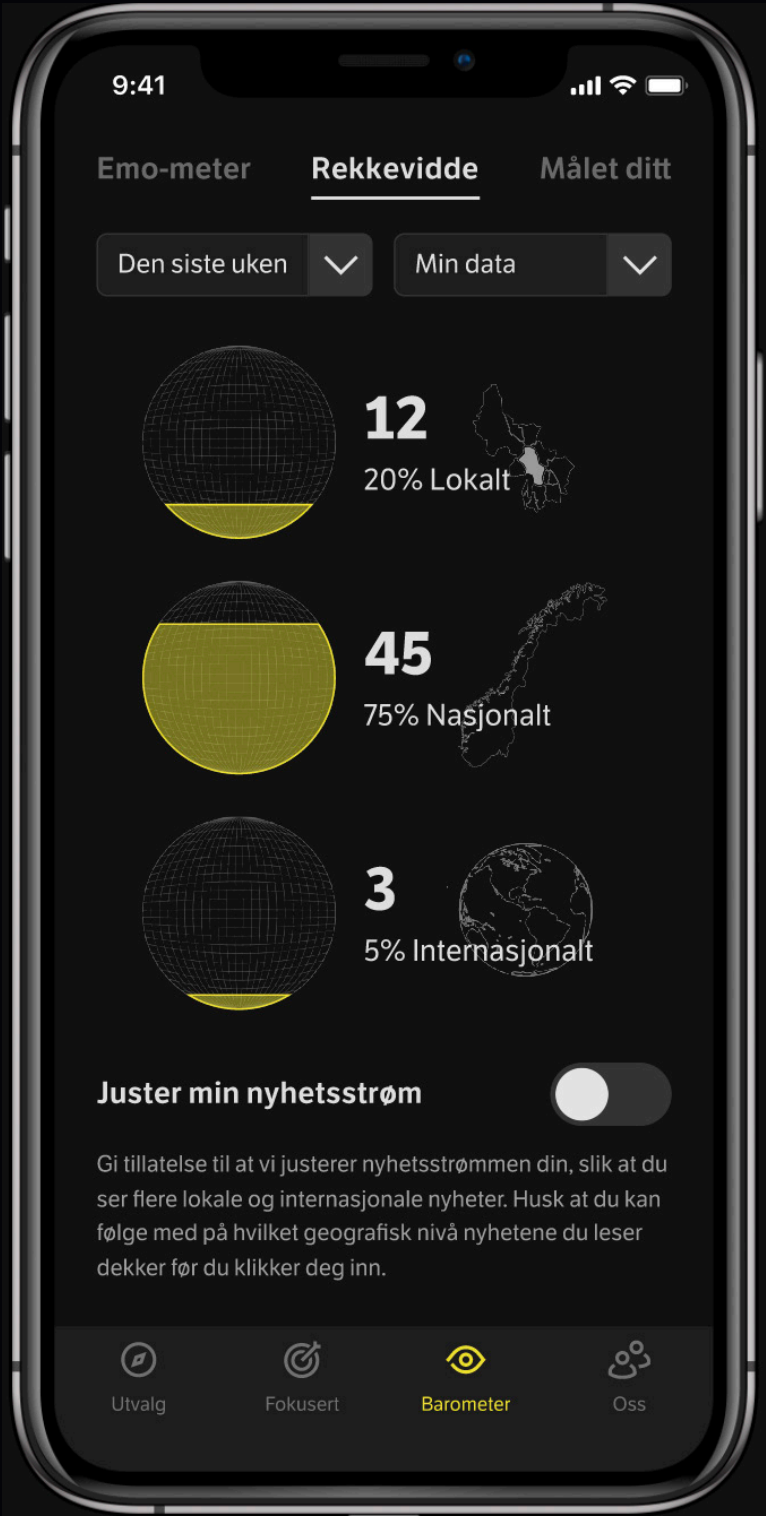 9:41
Emo-meter Rekkevidde Målet ditt
Den siste uken Min data
12
20% Lokalt
45
75% Nasjonalt
3
5% Internasjonalt
Juster min nyhetsstrøm
Gi tillatelse til at vi justerer nyhetsstrømmen din, slik at du
ser flere lokale og internasjonale nyheter. Husk at du kan
følge med på hvilket geografisk nivå nyhetene du leser
dekker før du klikker deg inn.
Utvalg Fokusert Barometer Oss